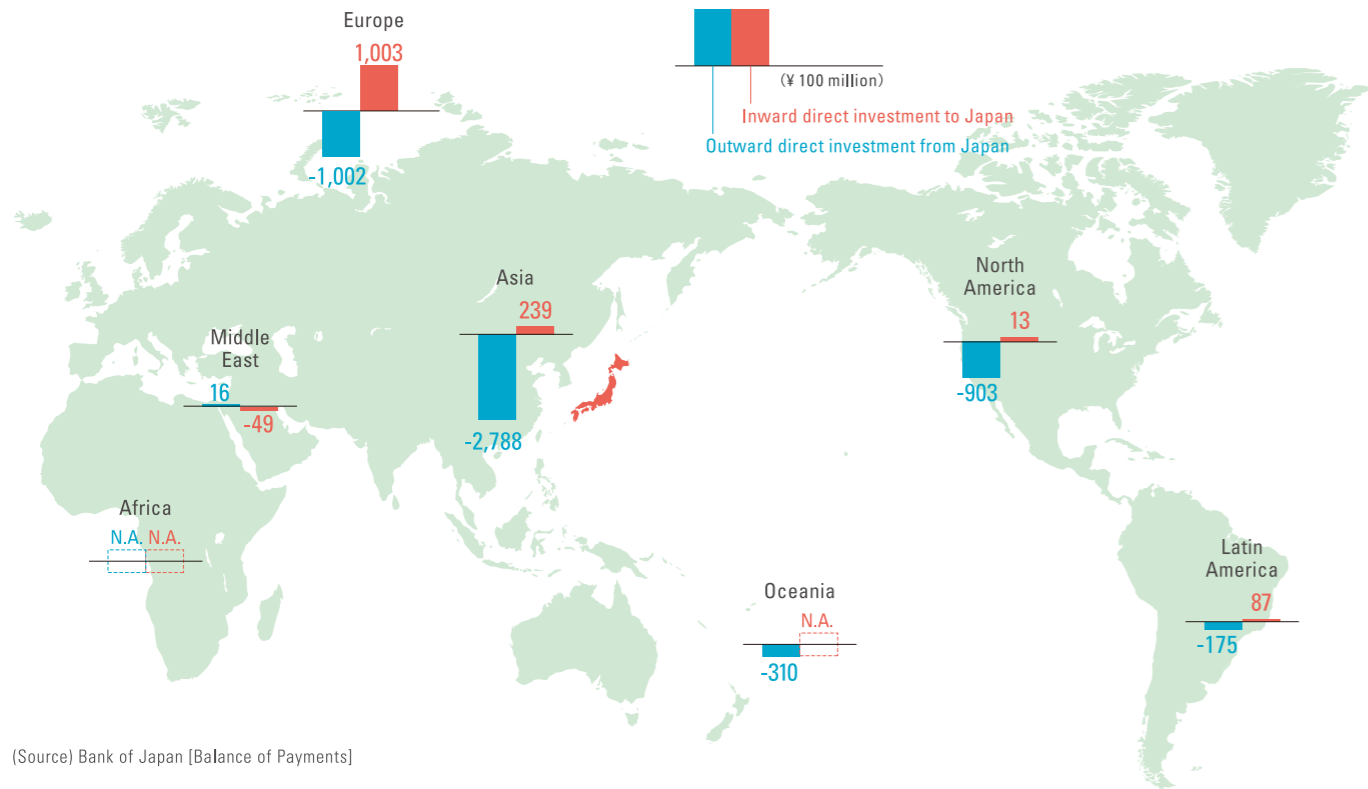 Europe
1,003
-1,002
(¥ 100 million)
Inward direct investment to Japan
Outward direct investment from Japan
Asia
239
-2,788
North
America
13
-903
Middle
East
16
-49
Africa
N.A. N.A.
Oceania
N.A.
-310
Latin
America
87
-175
(Source) Bank of Japan [Balance of Payments]